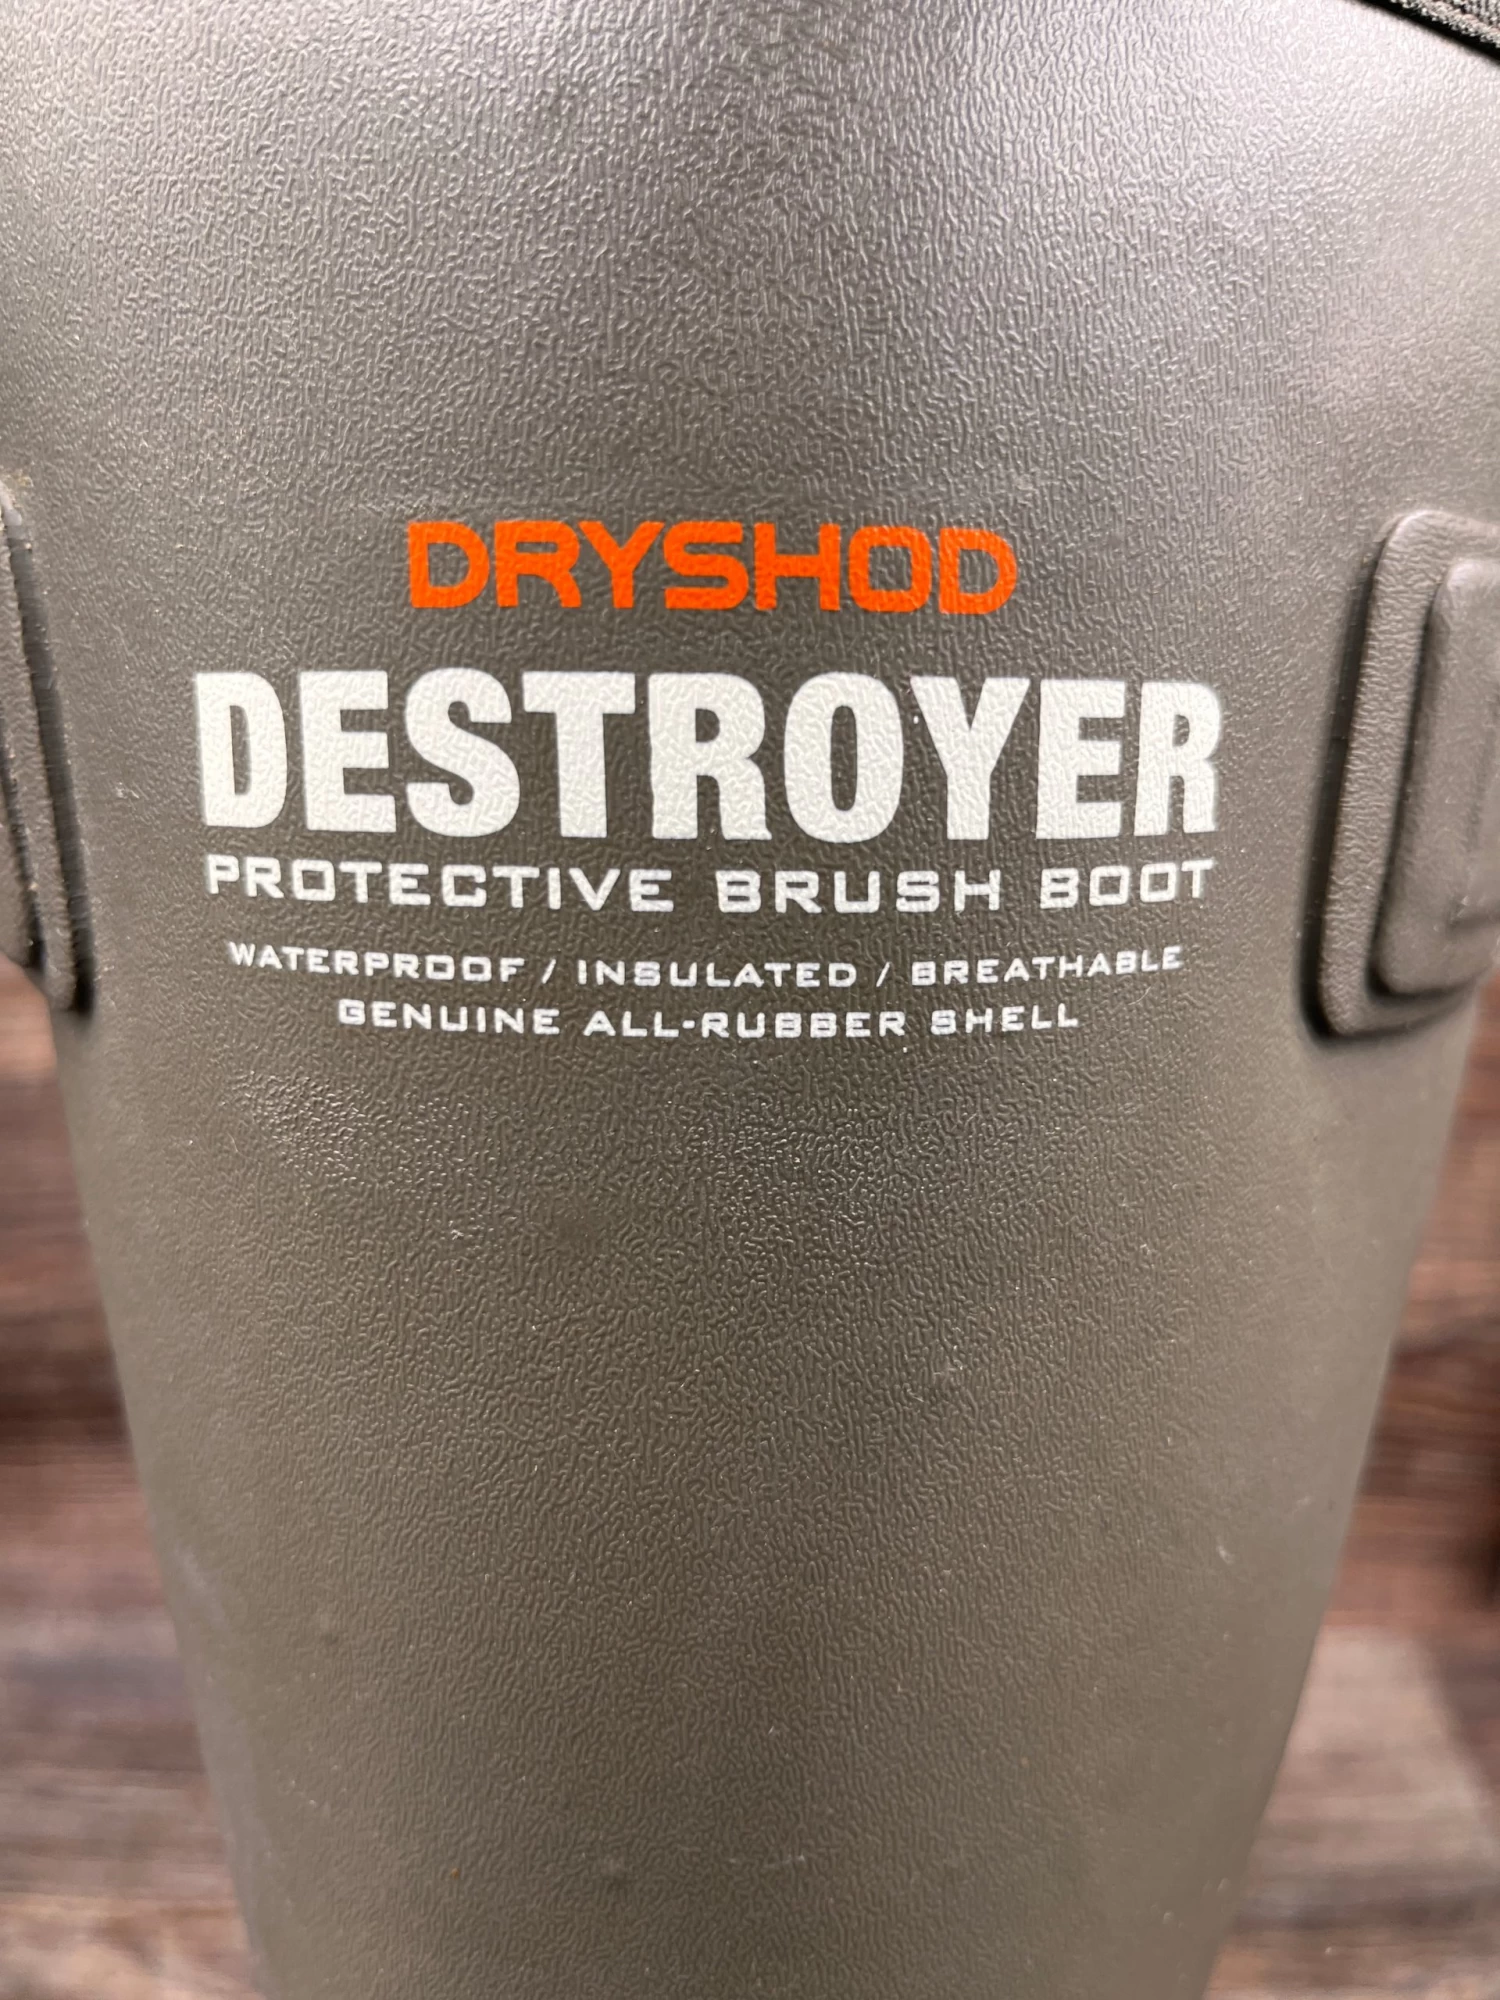 DRYSHOD
DESTROYER
PROTECTIVE BRUSH BOOT
WATERPROOF / INSULATED / BREATHABLE
GENUINE ALL-RUBBER SHELL